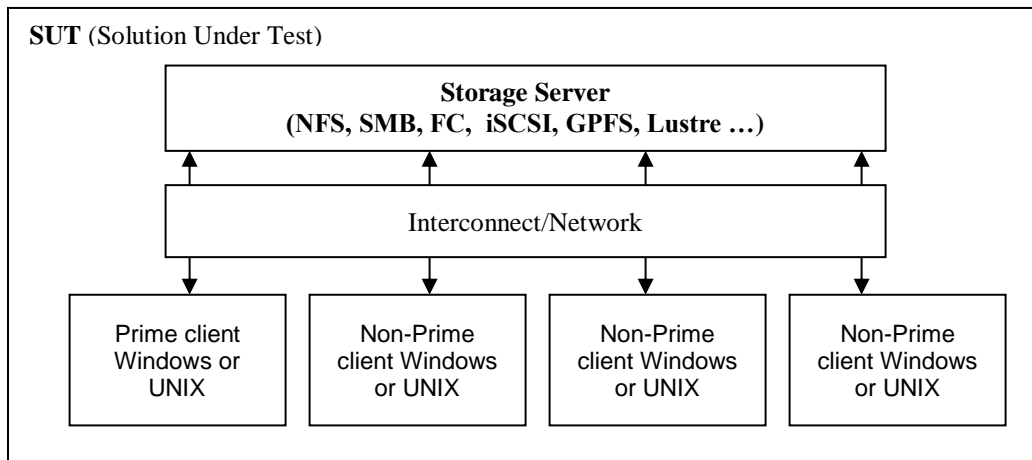 SUT (Solution Under Test)
Storage Server
(NFS, SMB, FC, iSCSI, GPFS, Lustre …)
Interconnect/Network
Prime client
Windows or
UNIX
Non-Prime
client Windows
or UNIX
Non-Prime
client Windows
or UNIX
Non-Prime
client Windows
or UNIX